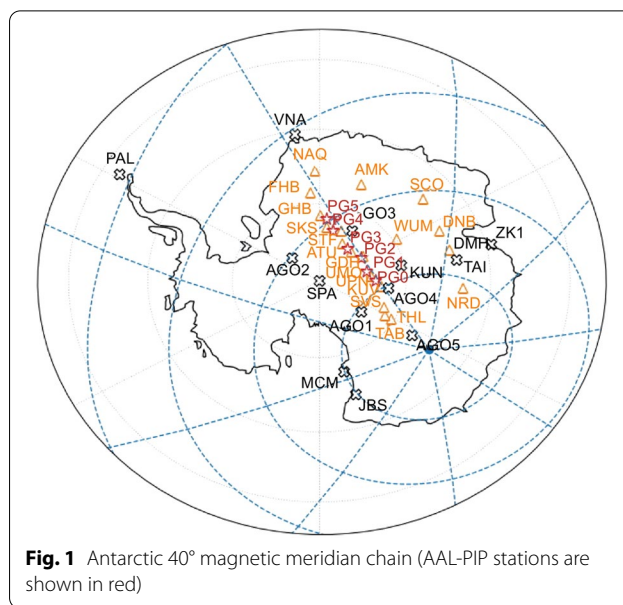 VNA
PAL
NAQ
AMK
SCO
FHB
PG5
GHB
PG4
GO3
SKS
WUM
DNB
ZK1
STF
PG3
DMH
ATU
PG2
TAI
AGO2
GDH
KUN
UMQ
PG0
SPA
KUV
AGO4
NRD
SVS
AGO1
THL
TAB
AGO5
MCM
JBS
Fig. 1 Antarctic 40° magnetic meridian chain (AAL-PIP stations are
shown in red)